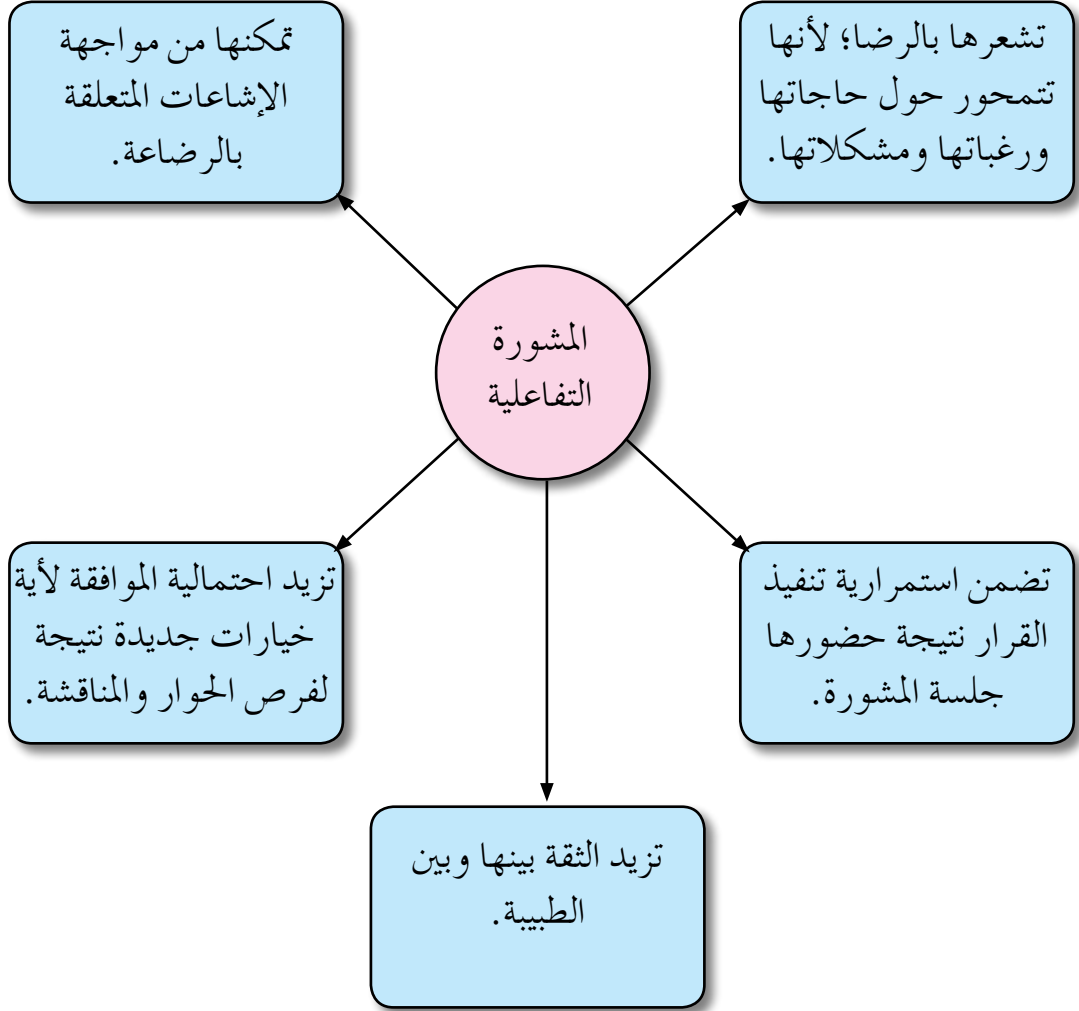 تشعرها بالرضا؛ لأنها
تتمحور حول حاجاتها
ورغباتها ومشكلاتها.
تمكنها من مواجهة
الإشاعات المتعلقة
بالرضاعة.
المشورة
التفاعلية
تضمن استمرارية تنفيذ
القرار نتيجة حضورها
جلسة المشورة.
تزيد احتمالية الموافقة لأية
خيارات جديدة نتيجة
لفرص الحوار والمناقشة.
تزيد الثقة بينها وبين
الطبيبة.